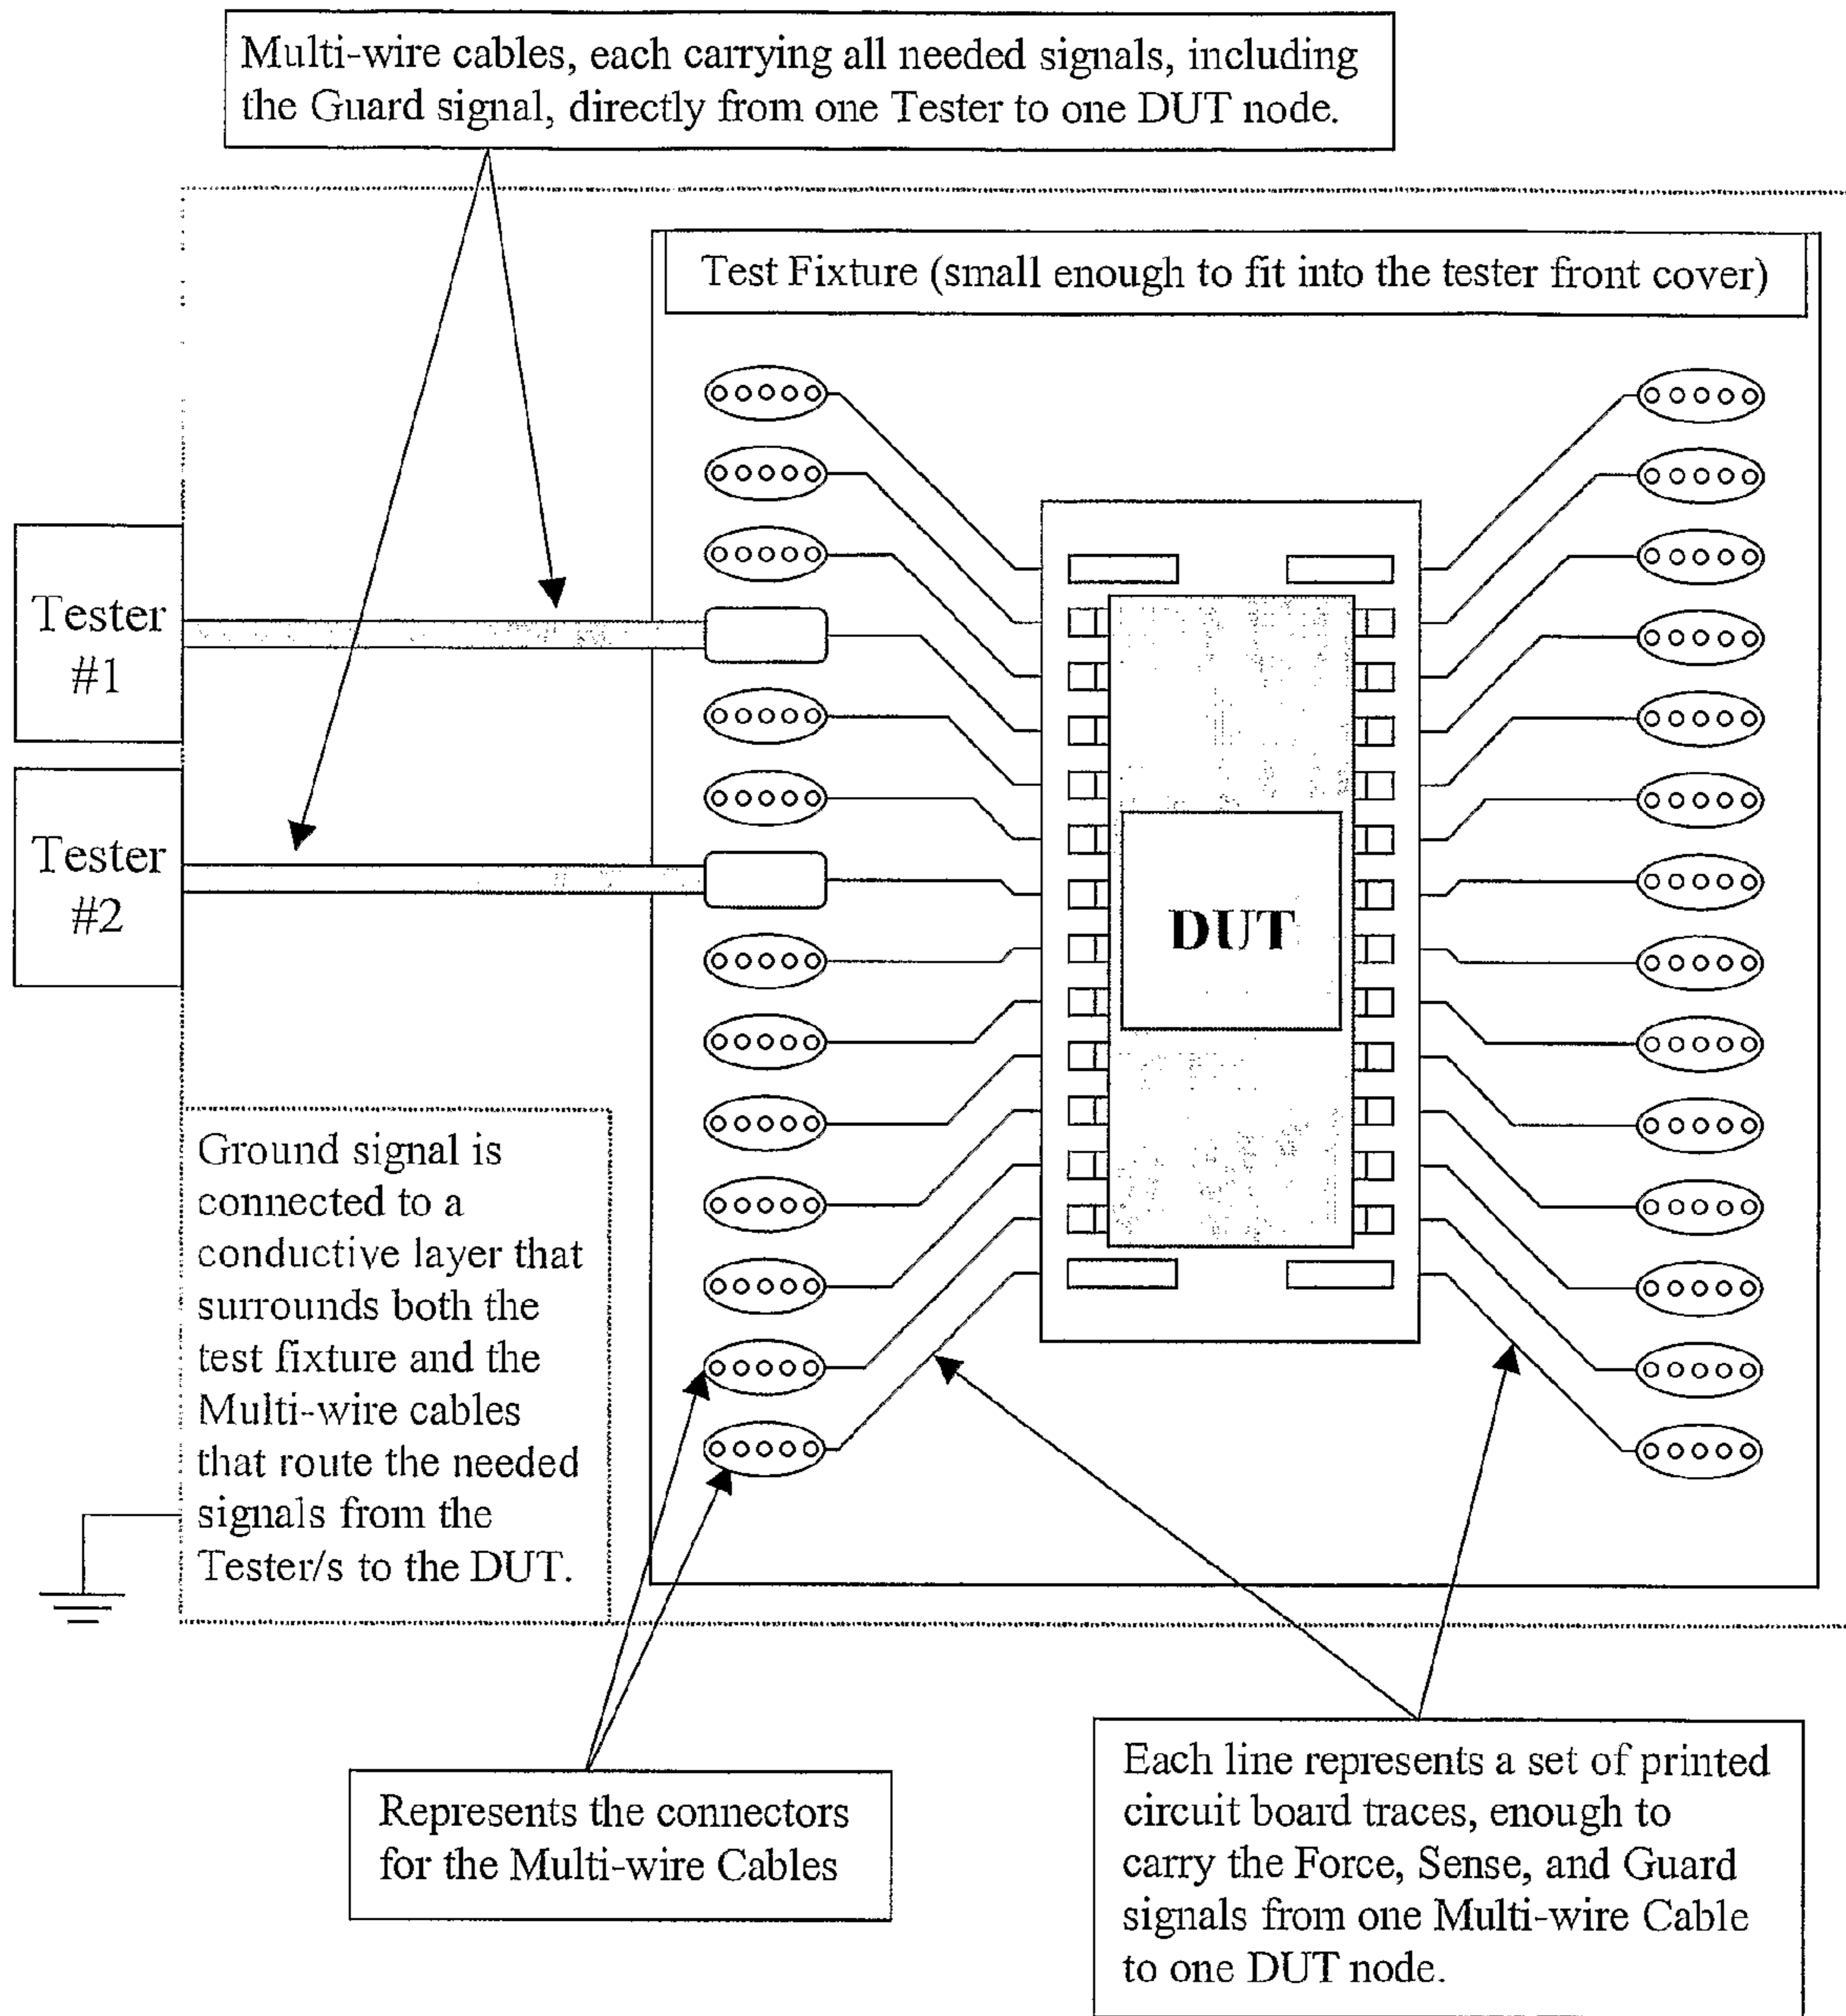 Multi-wire cables, each carrying all needed signals, including
the Guard signal, directly from one Tester to one DUT node.
Test Fixture (small enough to fit into the tester front cover)
Tester
#1
Tester
#2
DUT
Ground signal is
connected to a
conductive layer that
surrounds both the
test fixture and the
Multi-wire cables
that route the needed
signals from the
Tester/s to the DUT.
Represents the connectors
for the Multi-wire Cables
Each line represents a set of printed
circuit board traces, enough to
carry the Force, Sense, and Guard
signals from one Multi-wire Cable
to one DUT node.